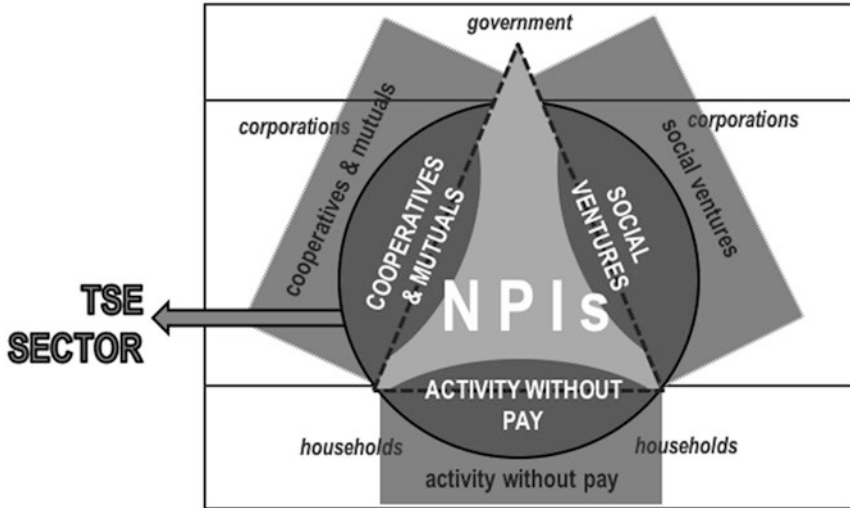 government
corporations
corporations
cooperatives & mutuals
social ventures
COOPERATIVES
& MUTUALS
SOCIAL
VENTURES
NPIs
TSE
SECTOR
ACTIVITY WITHOUT
PAY
households
households
activity without pay